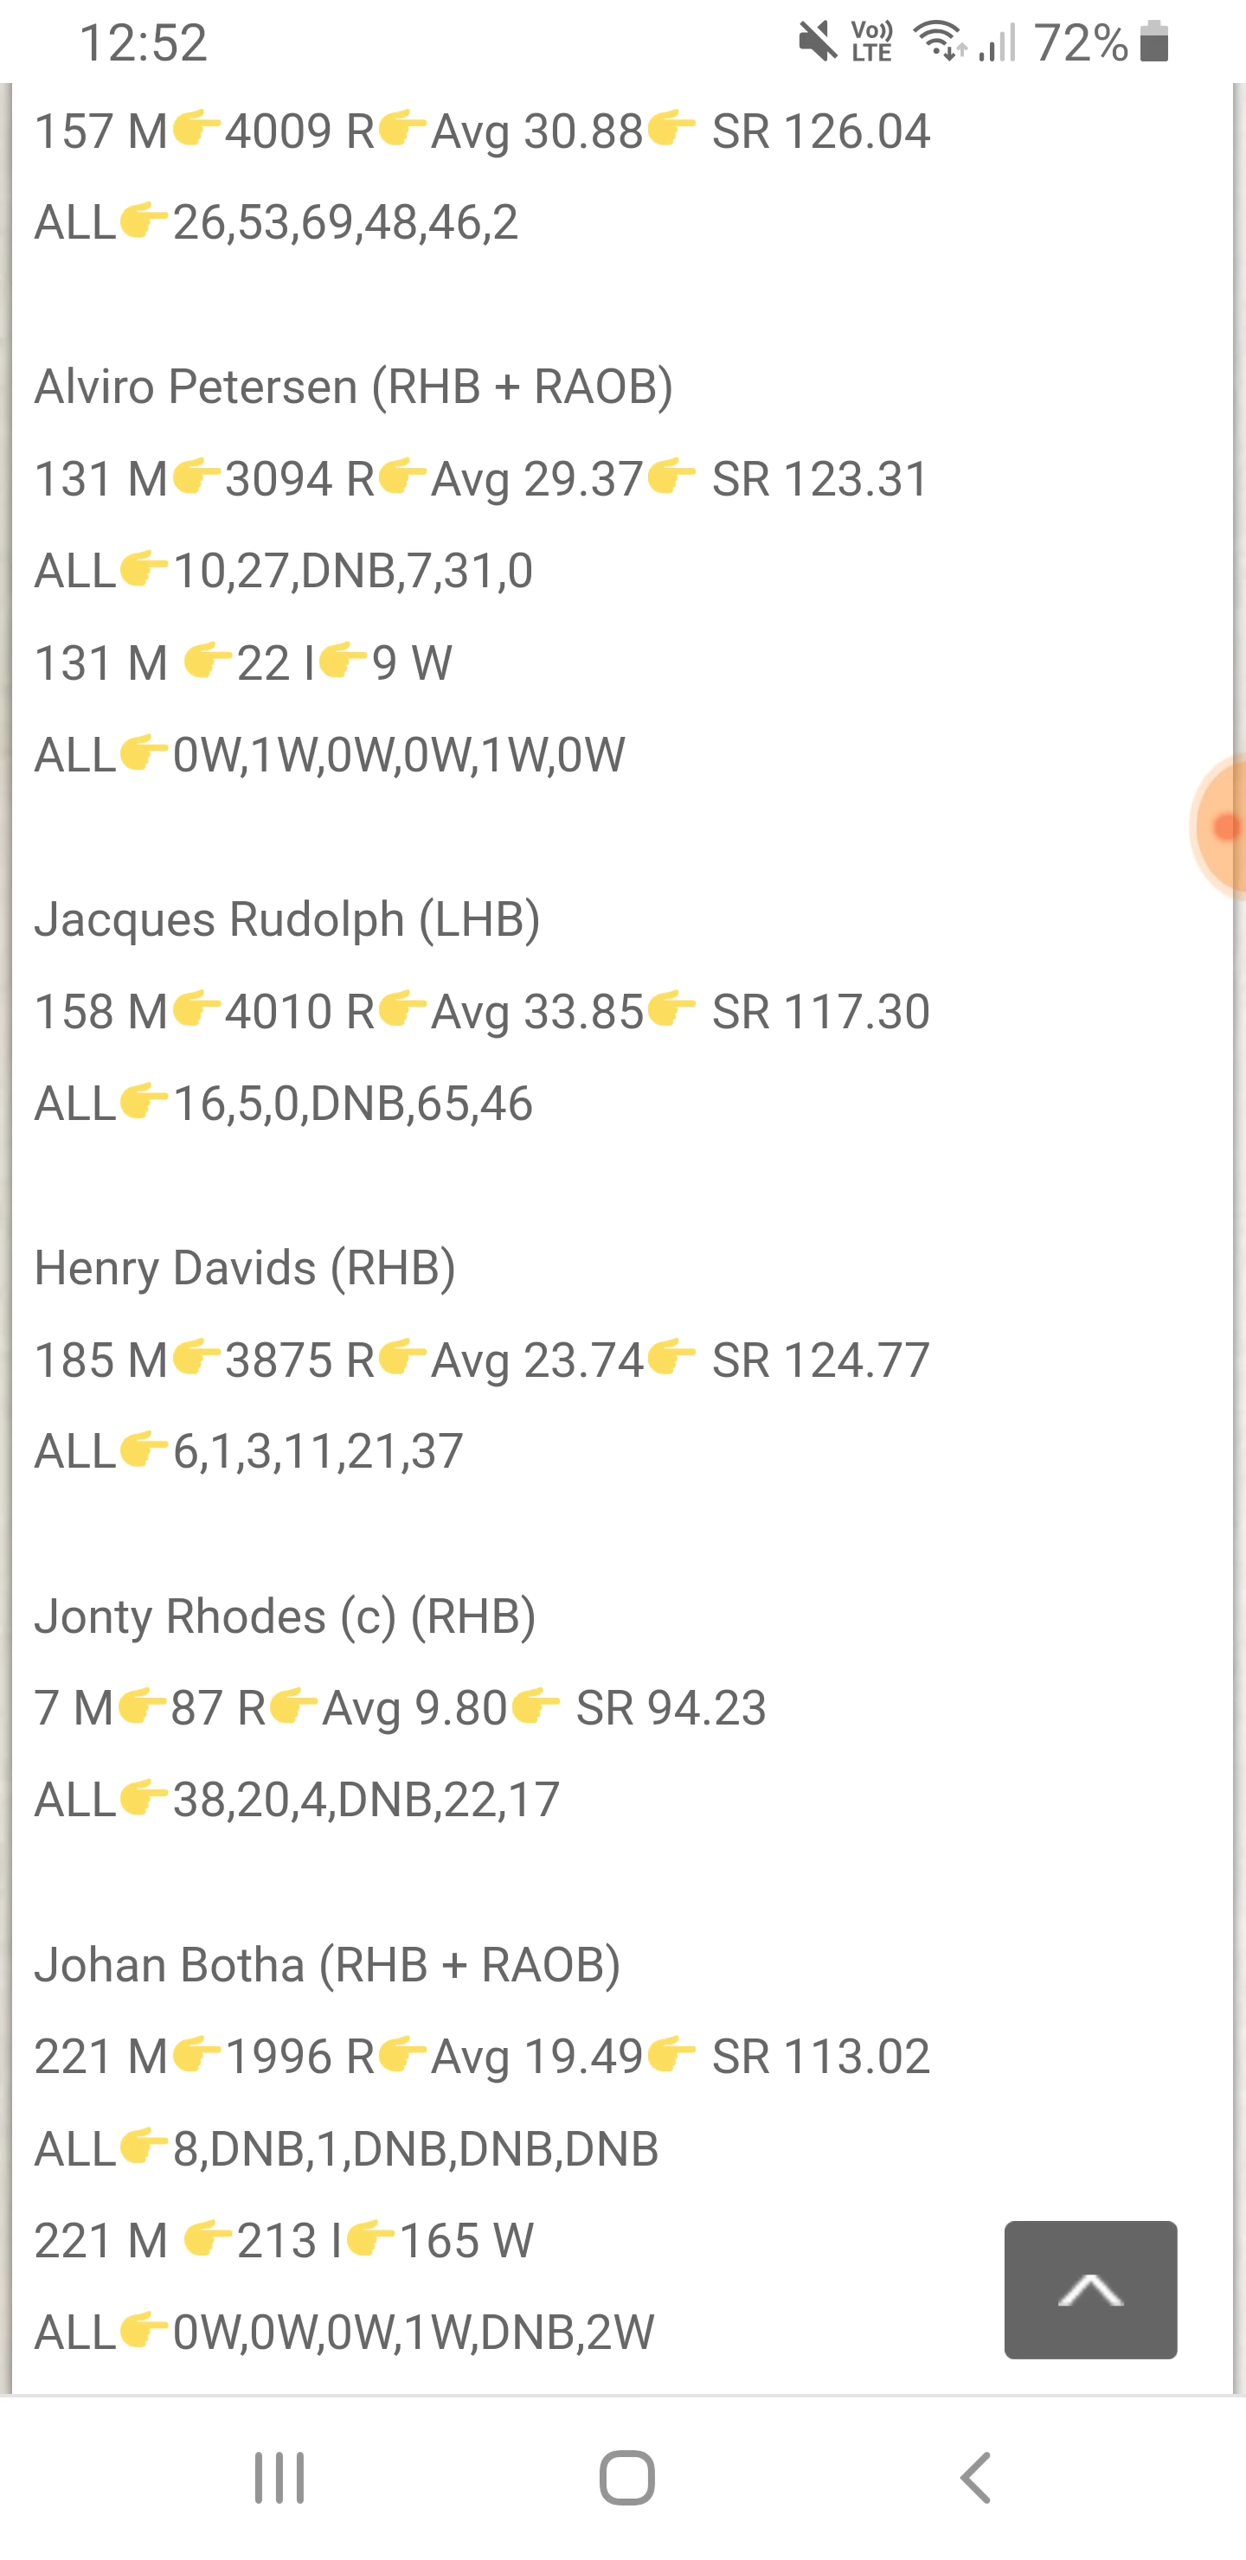 12:52 Vo)) LTE 72%
157 M👉4009 R👉Avg 30.88👉 SR 126.04
ALL👉26,53,69,48,46,2
Alviro Petersen (RHB + RAOB)
131 M👉3094 R👉Avg 29.37👉 SR 123.31
ALL👉10,27,DNB,7,31,0
131 M 👉22 I👉9 W
ALL👉0W,1W,0W,0W,1W,0W
Jacques Rudolph (LHB)
158 M👉4010 R👉Avg 33.85👉 SR 117.30
ALL👉16,5,0,DNB,65,46
Henry Davids (RHB)
185 M👉3875 R👉Avg 23.74👉 SR 124.77
ALL👉6,1,3,11,21,37
Jonty Rhodes (c) (RHB)
7 M👉87 R👉Avg 9.80👉 SR 94.23
ALL👉38,20,4,DNB,22,17
Johan Botha (RHB + RAOB)
221 M👉1996 R👉Avg 19.49👉 SR 113.02
ALL👉8,DNB,1,DNB,DNB,DNB
221 M 👉213 I👉165 W
ALL👉0W,0W,0W,1W,DNB,2W